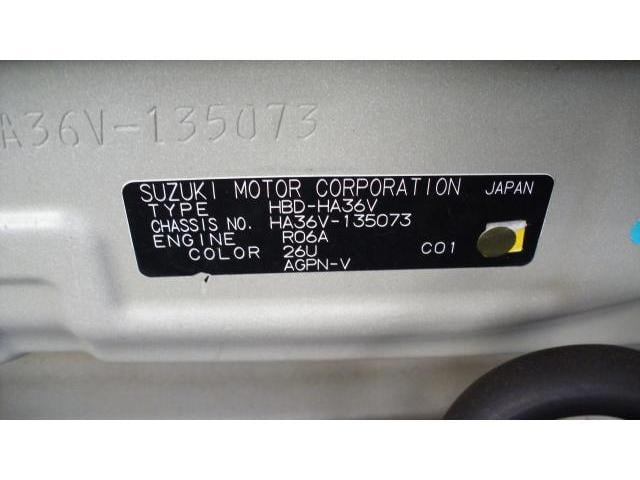 A36V-135073
SUZUKI MOTOR CORPORATION JAPAN
TYPE HBD-HA36V
CHASSIS NO. HA36V-135073
ENGINE R06A
COLOR 26U C01
AGPN-V